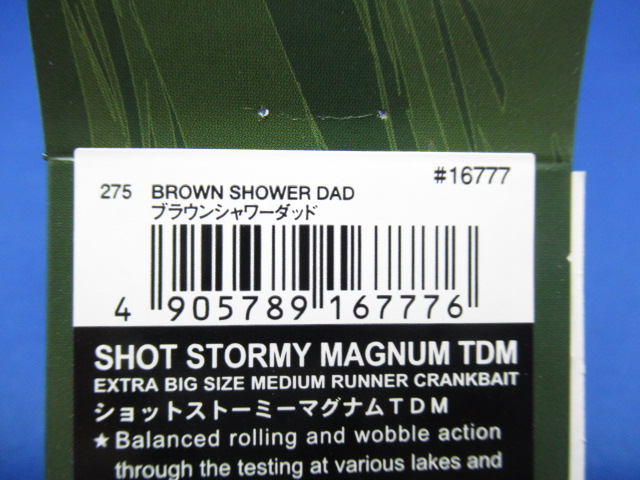 #16777
275 BROWN SHOWER DAD
ブラウンシャワーダッド
4 905789 167776
SHOT STORMY MAGNUM TDM
EXTRA BIG SIZE MEDIUM RUNNER CRANKBAIT
ショットストーミーマグナムTDM
★Balanced rolling and wobble action
through the testing at various lakes and